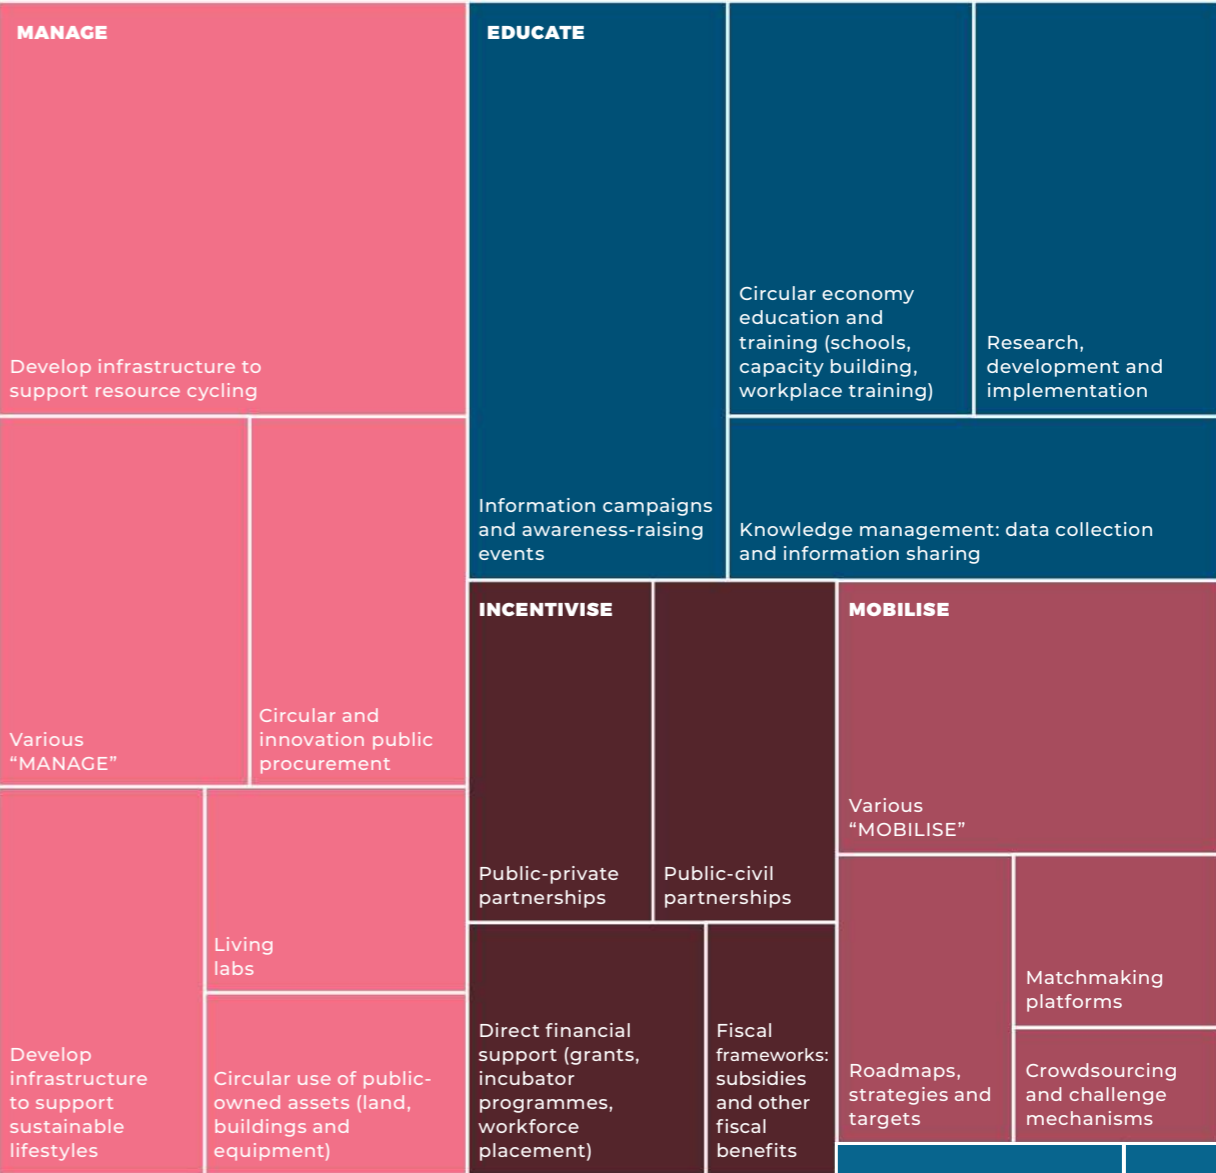 MANAGE
Develop infrastructure to
support resource cycling
Various
“MANAGE”
Circular and
innovation public
procurement
Develop
infrastructure
to support
sustainable
lifestyles
Living
labs
Circular use of public-
owned assets (land,
buildings and
equipment)
EDUCATE
Information campaigns
and awareness-raising
events
Circular economy
education and
training (schools,
capacity building,
workplace training)
Research,
development and
implementation
Knowledge management: data collection
and information sharing
INCENTIVISE
Public-private
partnerships
Public-civil
partnerships
Direct financial
support (grants,
incubator
programmes,
workforce
placement)
Fiscal
frameworks:
subsidies
and other
fiscal
benefits
MOBILISE
Various
“MOBILISE”
Roadmaps,
strategies and
targets
Matchmaking
platforms
Crowdsourcing
and challenge
mechanisms